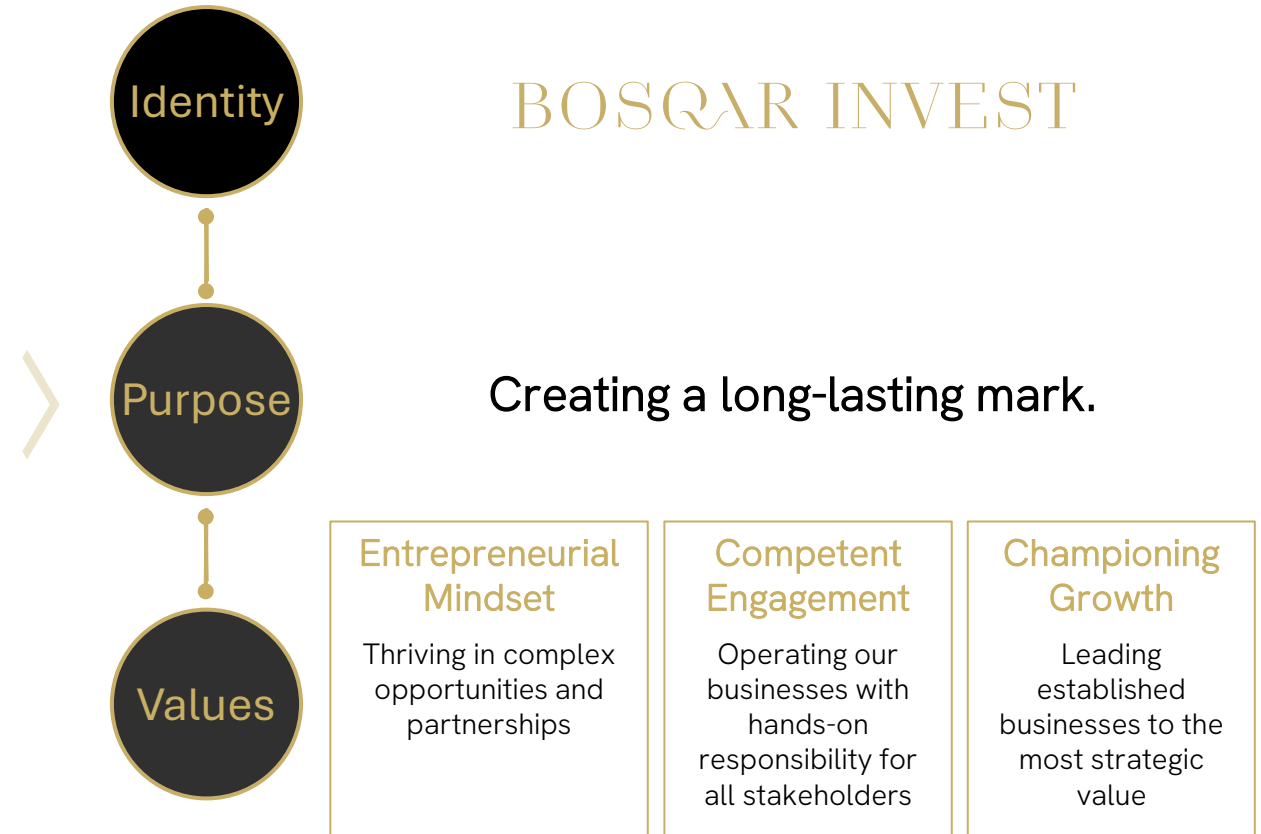 Identity
BOSQAR INVEST
Purpose
Creating a long-lasting mark.
Values
Entrepreneurial
Mindset
Thriving in complex
opportunities and
partnerships
Competent
Engagement
Operating our
businesses with
hands-on
responsibility for
all stakeholders
Championing
Growth
Leading
established
businesses to the
most strategic
value